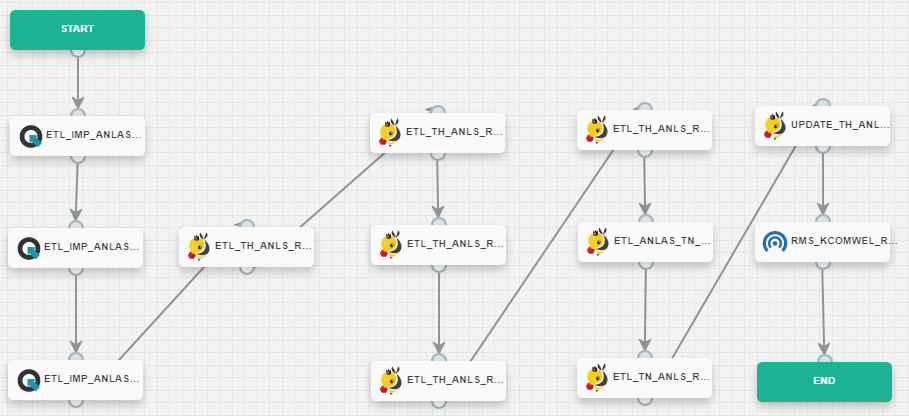 START
ETL_IMP_ANLAS...
ETL_IMP_ANLAS...
ETL_IMP_ANLAS...
ETL_TH_ANLS_R...
ETL_TH_ANLS_R...
ETL_TH_ANLS_R...
ETL_TH_ANLS_R...
ETL_TH_ANLS_R...
ETL_ANLAS_TN_...
ETL_TN_ANLS_R...
UPDATE_TH_ANL...
RMS_KCOMWEL_R...
END